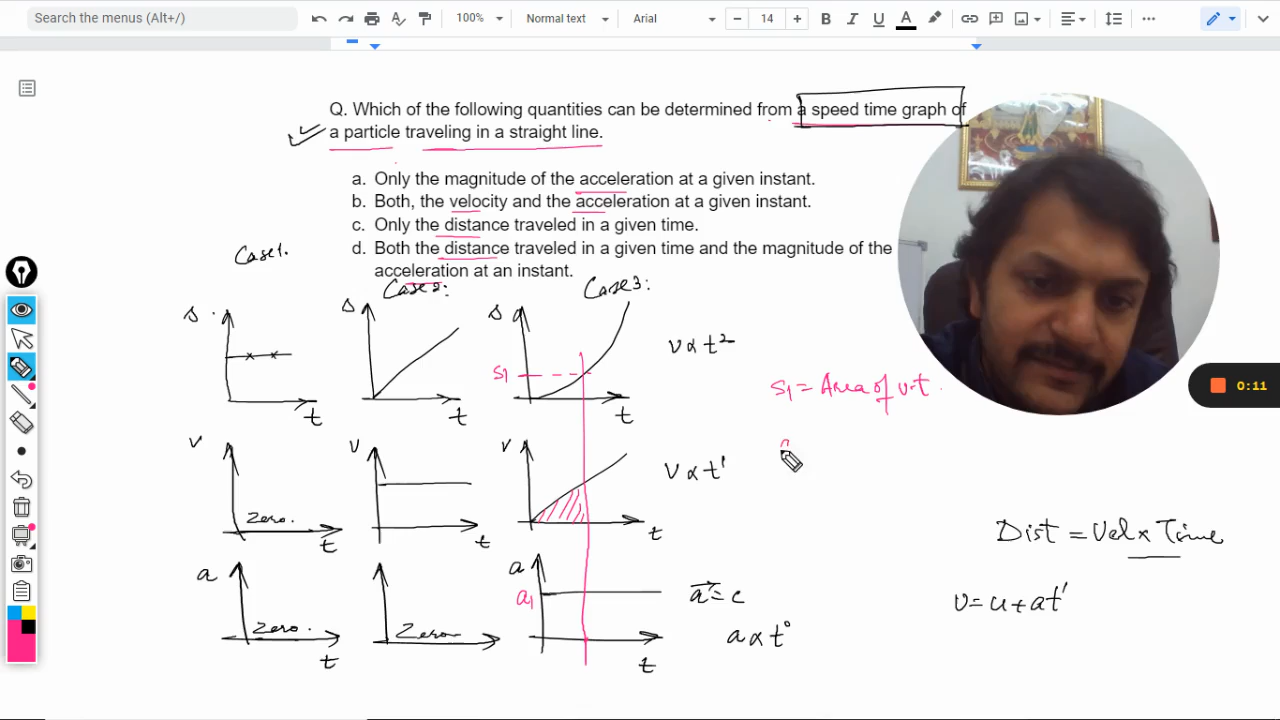 Search the menus (Alt+/)
100%
Normal text
Arial
14
B I U A
Q. Which of the following quantities can be determined from a speed time graph of
a particle traveling in a straight line.
a. Only the magnitude of the acceleration at a given instant.
b. Both, the velocity and the acceleration at a given instant.
c. Only the distance traveled in a given time.
d. Both the distance traveled in a given time and the magnitude of the
acceleration at an instant.
Case1.
Case2:
Case3:
s
t
s
t
s
s1
t
v ∝ t2
s1 = Area of v-t.
0:11
v
zero.
t
v
t
v
t
v ∝ t1
Dist = Vel x Time
v = u + at1
a
zero.
t
zero
a
a1
t
a = c
a ∝ t0